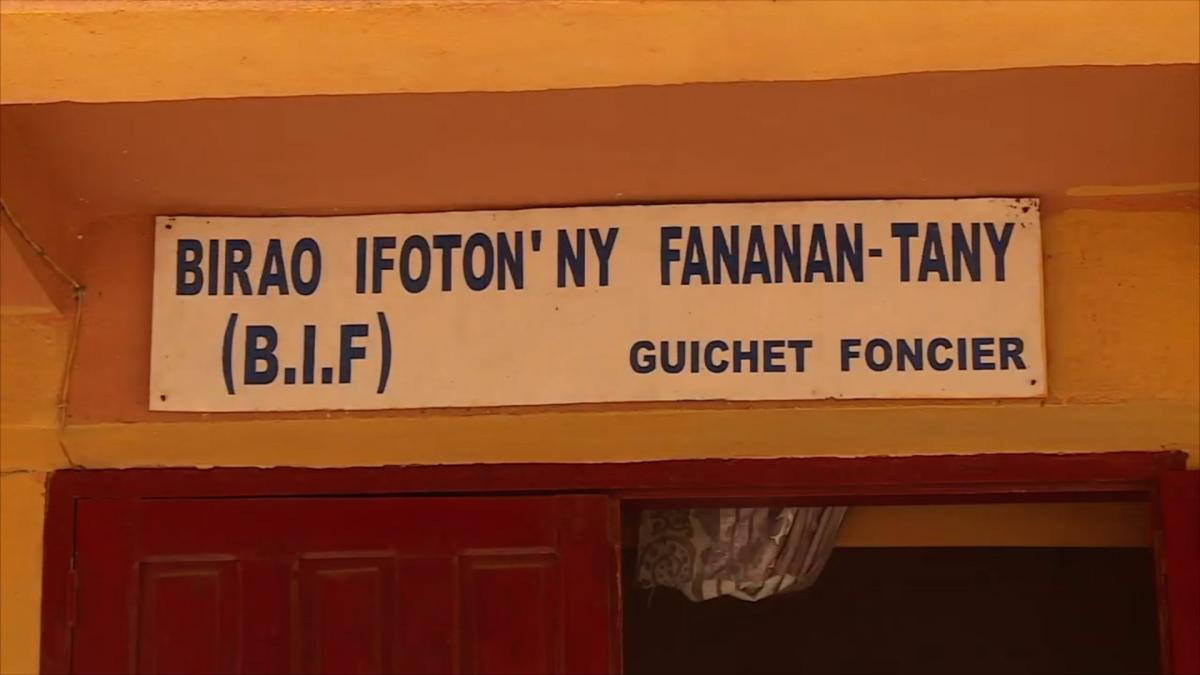 BIRAO IFOTON'NY FANANAN-TANY
(B.I.F) GUICHET FONCIER